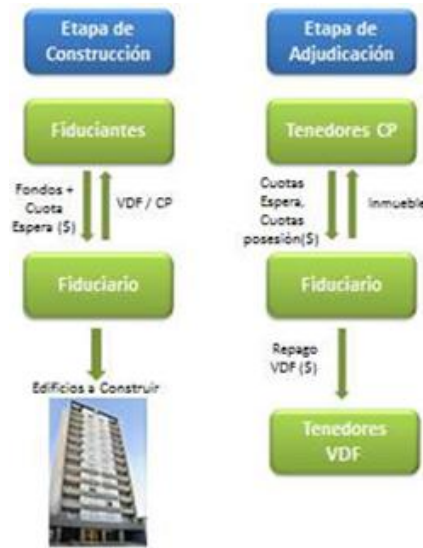 Etapa de
Construcción
Fiduciantes
Fondos +
Cuota
Espera ($)
VDF / CP
Fiduciario
Edificios a Construir
Etapa de
Adjudicación
Tenedores CP
Cuotas
Espera,
Cuotas
posesión($)
Inmueble
Fiduciario
Repago
VDF ($)
Tenedores
VDF